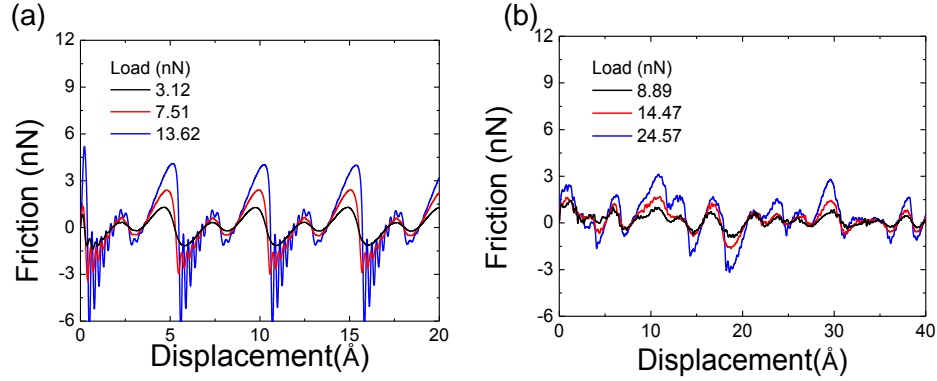 (a)
12
9
6
3
0
-3
-6
Friction (nN)
Load (nN)
3.12
7.51
13.62
0 5 10 15 20
Displacement(Å)
(b)
12
9
6
3
0
-3
-6
Friction (nN)
Load (nN)
8.89
14.47
24.57
0 10 20 30 40
Displacement(Å)